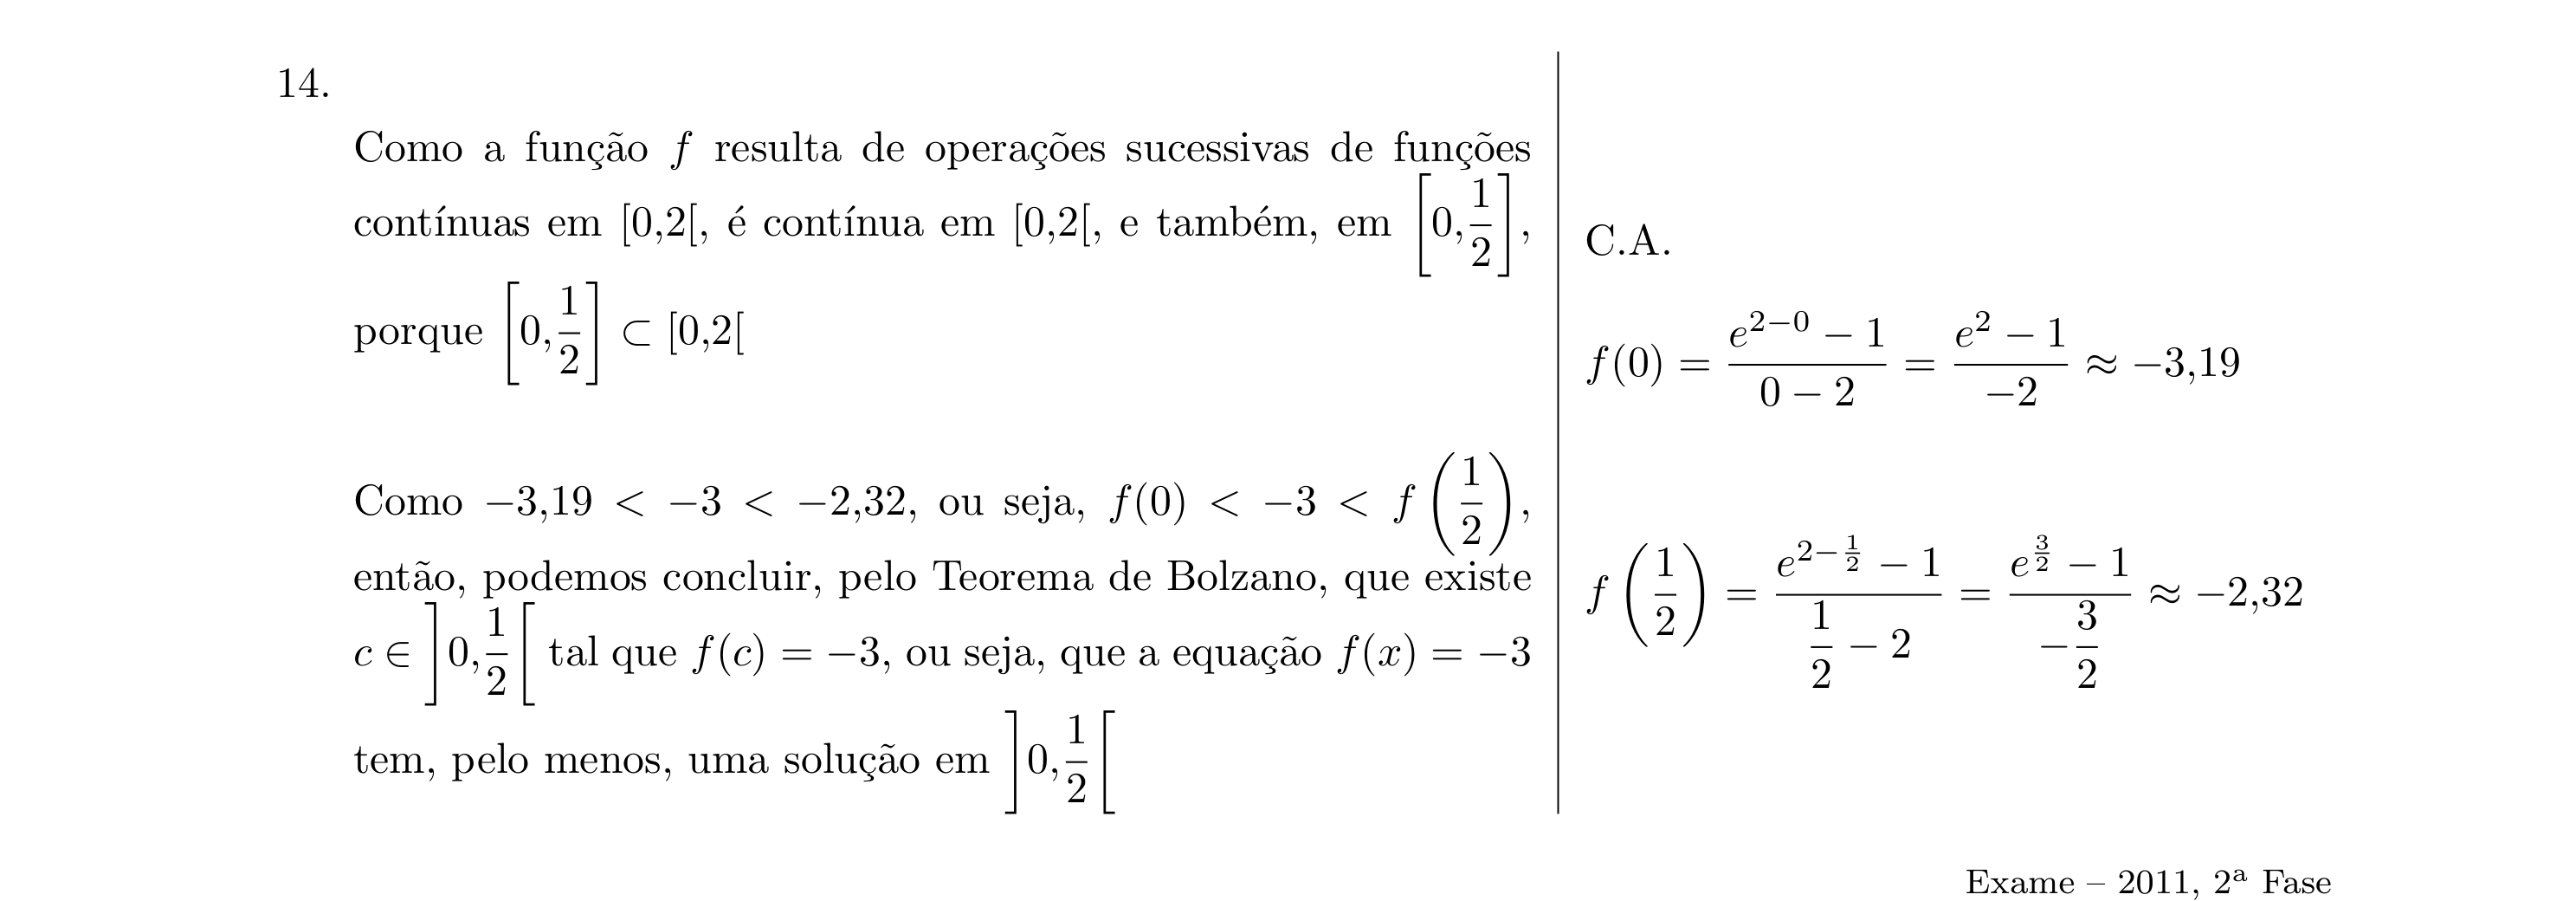 14.
Como a função f resulta de operações sucessivas de funções
contínuas em [0,2[, é contínua em [0,2[, e também, em [0,1/2],
porque [0,1/2] ⊂ [0,2[
Como −3,19 < −3 < −2,32, ou seja, f(0) < −3 < f(1/2),
então, podemos concluir, pelo Teorema de Bolzano, que existe
c ∈ ]0,1/2[ tal que f(c) = −3, ou seja, que a equação f(x) = −3
tem, pelo menos, uma solução em ]0,1/2[
C.A.
f(0) = (e^(2−0) − 1)/(0 − 2) = (e^2 − 1)/(−2) ≈ −3,19
f(1/2) = (e^(2−1/2) − 1)/(1/2 − 2) = (e^(3/2) − 1)/(−3/2) ≈ −2,32
Exame – 2011, 2ª Fase